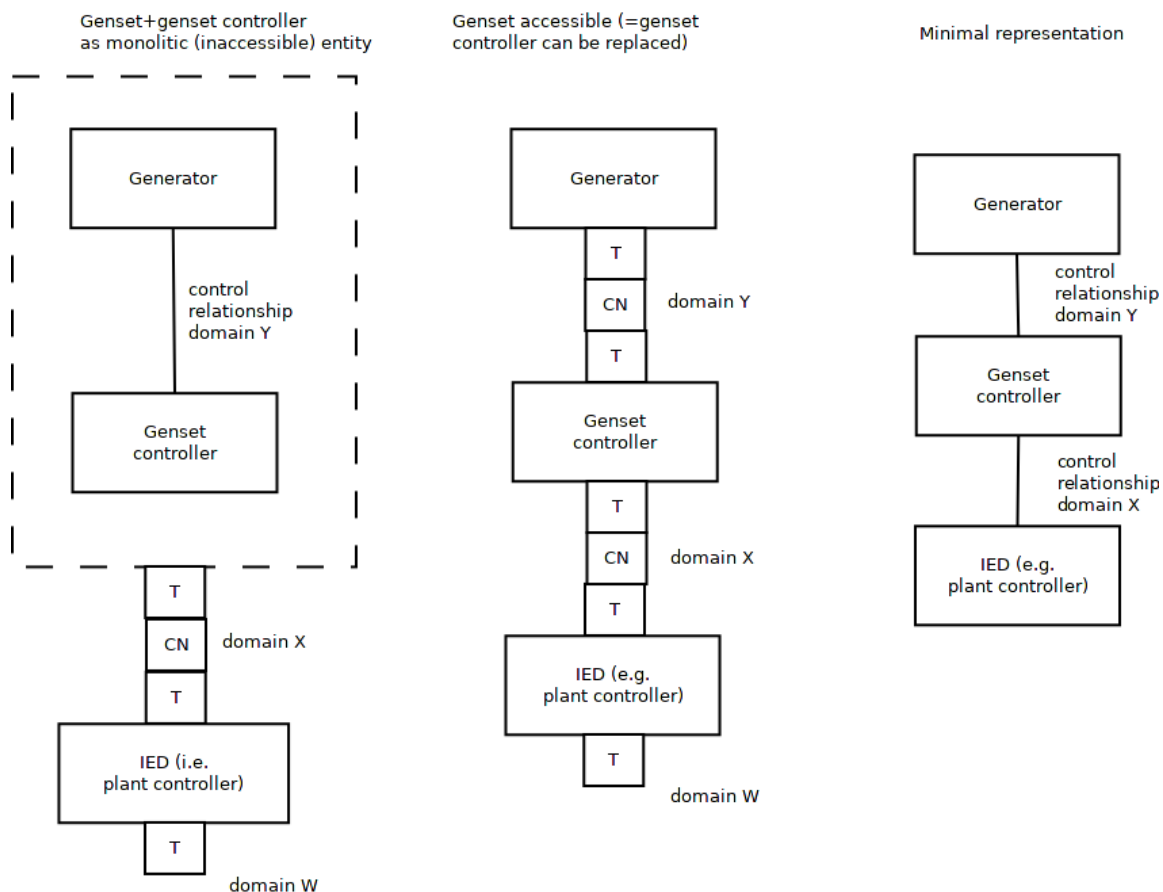 Genset+genset controller
as monolitic (inaccessible) entity
Generator
control
relationship
domain Y
Genset
controller
T
CN
domain X
T
IED (i.e.
plant controller)
T
domain W
Genset accessible (=genset
controller can be replaced)
Generator
T
CN
domain Y
T
Genset
controller
T
CN
domain X
T
IED (e.g.
plant controller)
T
domain W
Minimal representation
Generator
control
relationship
domain Y
Genset
controller
control
relationship
domain X
IED (e.g.
plant controller)